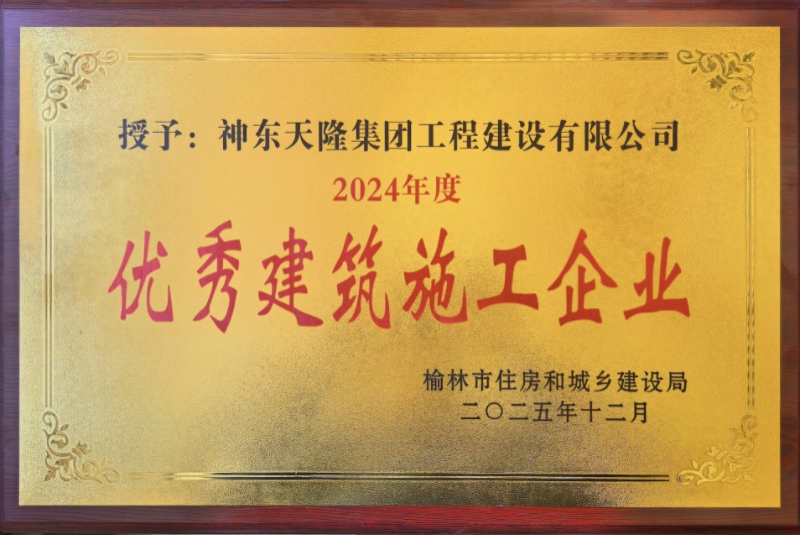 授予：神东天隆集团工程建设有限公司
2024年度
优秀建筑施工企业
榆林市住房和城乡建设局
二〇二五年十二月